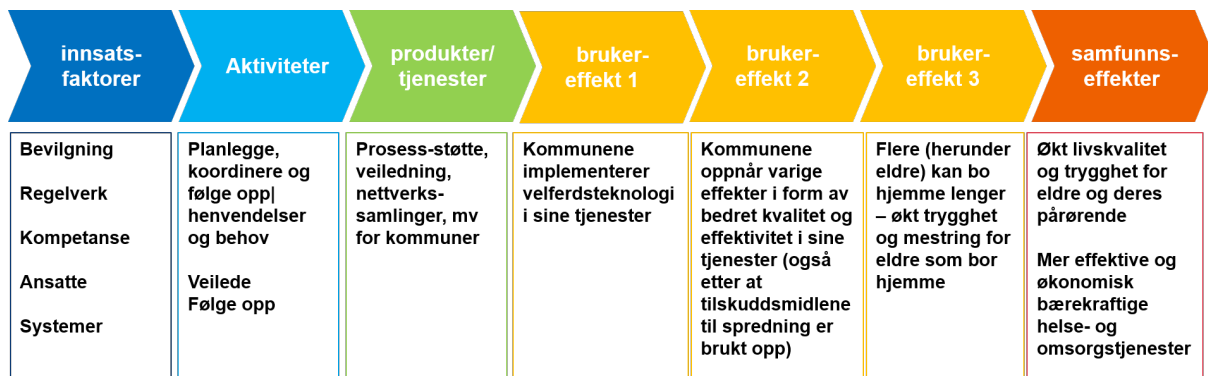 innsats-
faktorer
Aktiviteter
produkter/
tjenester
bruker-
effekt 1
bruker-
effekt 2
bruker-
effekt 3
samfunns-
effekter
Bevilgning
Regelverk
Kompetanse
Ansatte
Systemer
Planlegge,
koordinere og
følge opp|
henvendelser
og behov
Veilede
Følge opp
Prosess-støtte,
veiledning,
nettverks-
samlinger, mv
for kommuner
Kommunene
implementerer
velferdsteknologi
i sine tjenester
Kommunene
oppnår varige
effekter i form av
bedret kvalitet og
effektivitet i sine
tjenester (også
etter at
tilskuddsmidlene
til spredning er
brukt opp)
Flere (herunder
eldre) kan bo
hjemme lenger
– økt trygghet
og mestring for
eldre som bor
hjemme
Økt livskvalitet
og trygghet for
eldre og deres
pårørende
Mer effektive og
økonomisk
bærekraftige
helse- og
omsorgstjenester